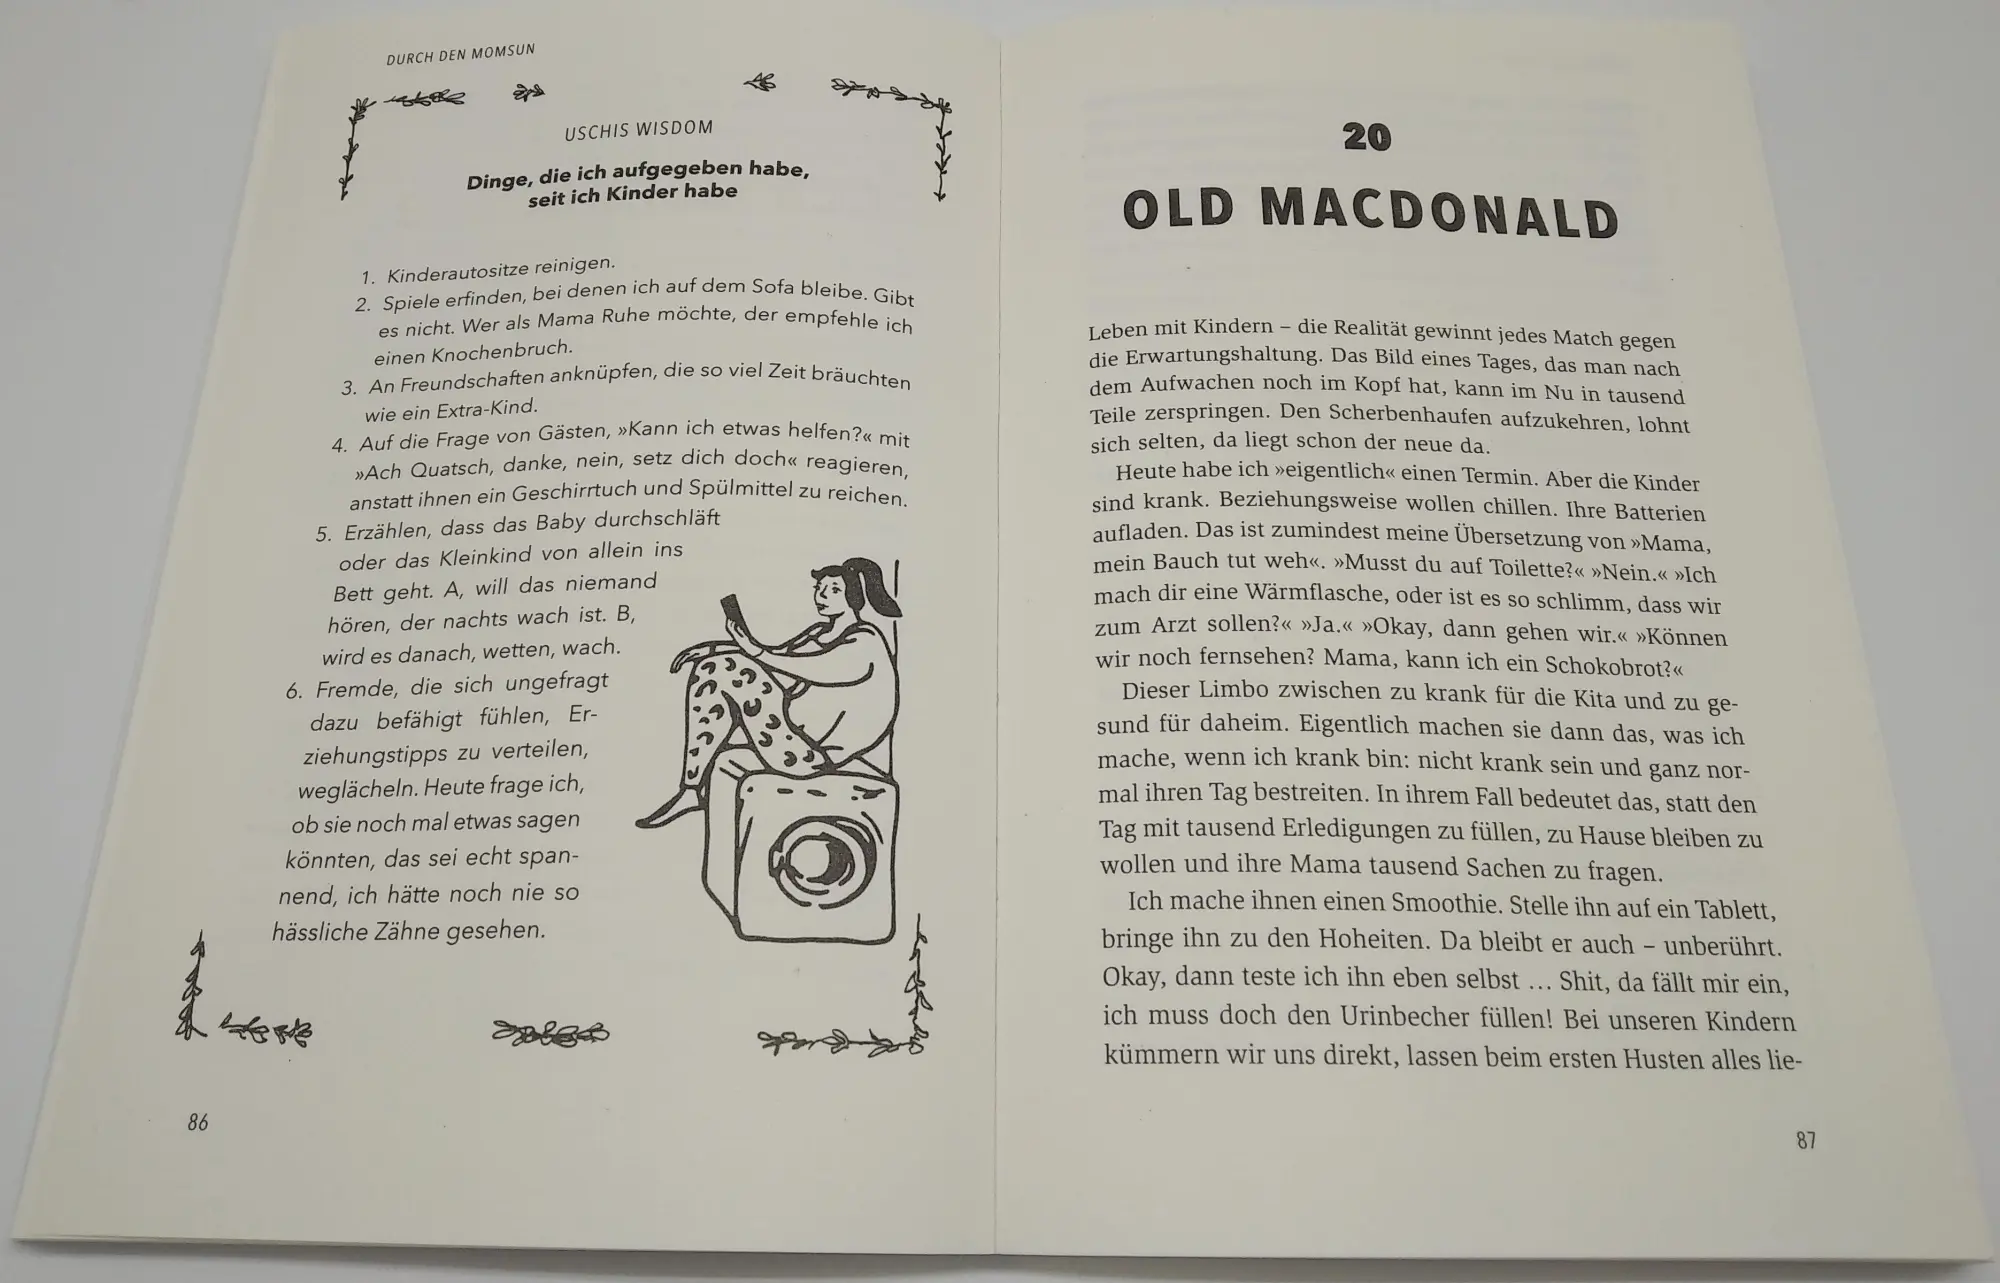 DURCH DEN MOMSUN
USCHIS WISDOM
Dinge, die ich aufgegeben habe,
seit ich Kinder habe
1. Kinderautositze reinigen.
2. Spiele erfinden, bei denen ich auf dem Sofa bleibe. Gibt
es nicht. Wer als Mama Ruhe möchte, der empfehle ich
einen Knochenbruch.
3. An Freundschaften anknüpfen, die so viel Zeit bräuchten
wie ein Extra-Kind.
4. Auf die Frage von Gästen, »Kann ich etwas helfen?« mit
»Ach Quatsch, danke, nein, setz dich doch« reagieren,
anstatt ihnen ein Geschirrtuch und Spülmittel zu reichen.
5. Erzählen, dass das Baby durchschläft
oder das Kleinkind von allein ins
Bett geht. A, will das niemand
hören, der nachts wach ist. B,
wird es danach, wetten, wach.
6. Fremde, die sich ungefragt
dazu befähigt fühlen, Er-
ziehungstipps zu verteilen,
weglächeln. Heute frage ich,
ob sie noch mal etwas sagen
könnten, das sei echt span-
nend, ich hätte noch nie so
hässliche Zähne gesehen.
86
20
OLD MACDONALD
Leben mit Kindern – die Realität gewinnt jedes Match gegen
die Erwartungshaltung. Das Bild eines Tages, das man nach
dem Aufwachen noch im Kopf hat, kann im Nu in tausend
Teile zerspringen. Den Scherbenhaufen aufzukehren, lohnt
sich selten, da liegt schon der neue da.
Heute habe ich »eigentlich« einen Termin. Aber die Kinder
sind krank. Beziehungsweise wollen chillen. Ihre Batterien
aufladen. Das ist zumindest meine Übersetzung von »Mama,
mein Bauch tut weh«. »Musst du auf Toilette?« »Nein.« »Ich
mach dir eine Wärmflasche, oder ist es so schlimm, dass wir
zum Arzt sollen?« »Ja.« »Okay, dann gehen wir.« »Können
wir noch fernsehen? Mama, kann ich ein Schokobrot?«
Dieser Limbo zwischen zu krank für die Kita und zu ge-
sund für daheim. Eigentlich machen sie dann das, was ich
mache, wenn ich krank bin: nicht krank sein und ganz nor-
mal ihren Tag bestreiten. In ihrem Fall bedeutet das, statt den
Tag mit tausend Erledigungen zu füllen, zu Hause bleiben zu
wollen und ihre Mama tausend Sachen zu fragen.
Ich mache ihnen einen Smoothie. Stelle ihn auf ein Tablett,
bringe ihn zu den Hoheiten. Da bleibt er auch – unberührt.
Okay, dann teste ich ihn eben selbst … Shit, da fällt mir ein,
ich muss doch den Urinbecher füllen! Bei unseren Kindern
kümmern wir uns direkt, lassen beim ersten Husten alles lie-
87